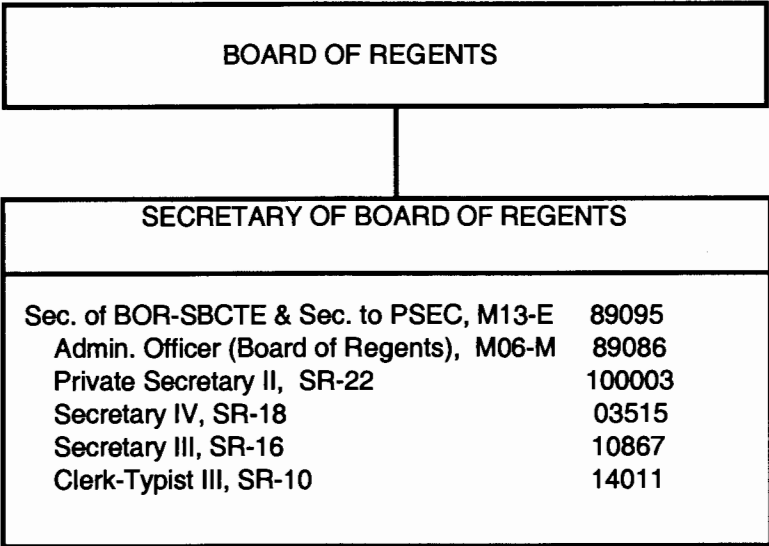 BOARD OF REGENTS
SECRETARY OF BOARD OF REGENTS
Sec. of BOR-SBCTE & Sec. to PSEC, M13-E 89095
Admin. Officer (Board of Regents), M06-M 89086
Private Secretary II, SR-22 100003
Secretary IV, SR-18 03515
Secretary III, SR-16 10867
Clerk-Typist III, SR-10 14011